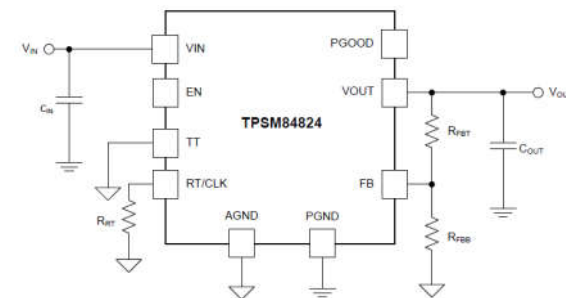 VIN
VIN
PGOOD
CIN
EN
VOUT
VOU
TPSM84824
TT
RFBT
COUT
RT/CLK
FB
RRT
AGND
PGND
RFBB